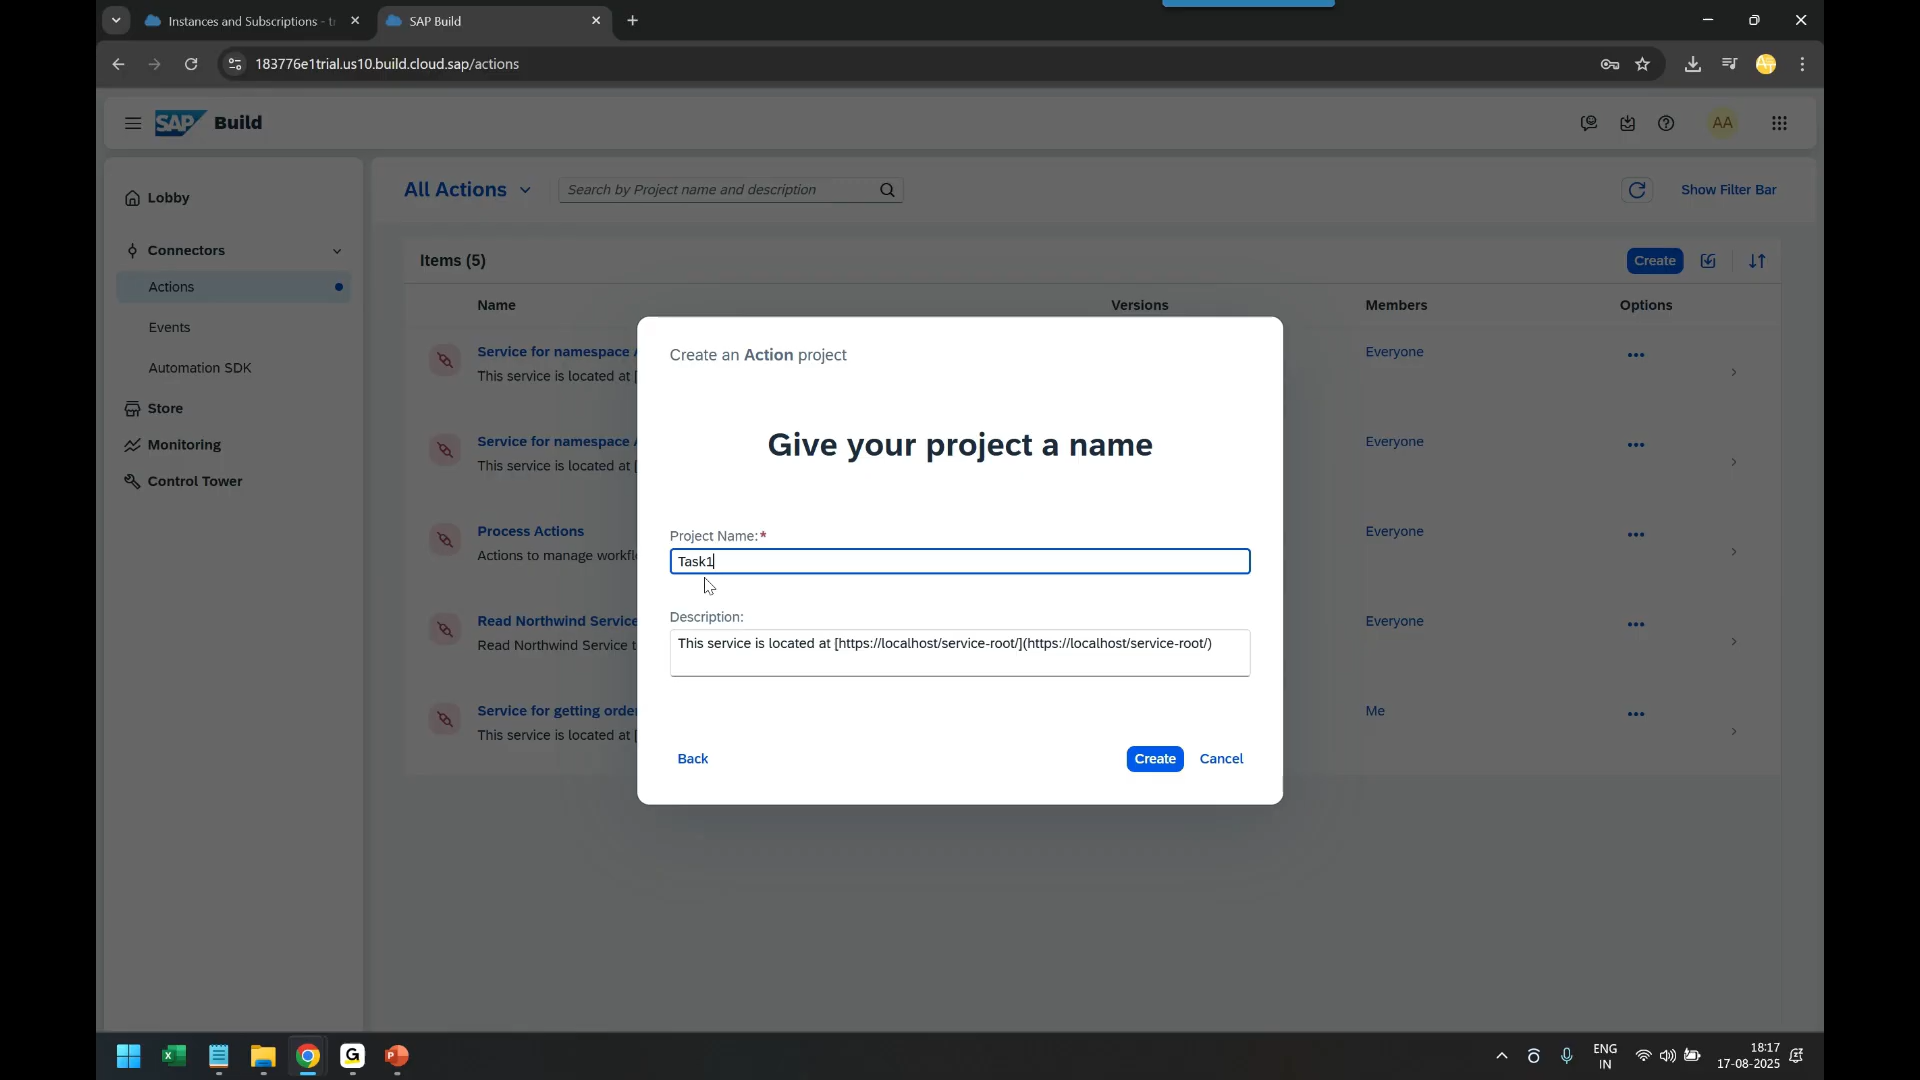 Instances and Subscriptions - tr
SAP Build
183776e1trial.us10.build.cloud.sap/actions
SAP Build
AA
Lobby
Connectors
Actions
Events
Automation SDK
Store
Monitoring
Control Tower
All Actions
Search by Project name and description
Show Filter Bar
Items (5)
Create
Name
Versions
Members
Options
Service for namespace
This service is located at [
Everyone
Service for namespace
This service is located at [
Everyone
Process Actions
Actions to manage workfl
Everyone
Read Northwind Service
Read Northwind Service t
Everyone
Service for getting orde
This service is located at [
Me
Create an Action project
Give your project a name
Project Name:*
Task1
Description:
This service is located at [https://localhost/service-root/](https://localhost/service-root/)
Back
Create
Cancel
ENG
IN
18:17
17-08-2025